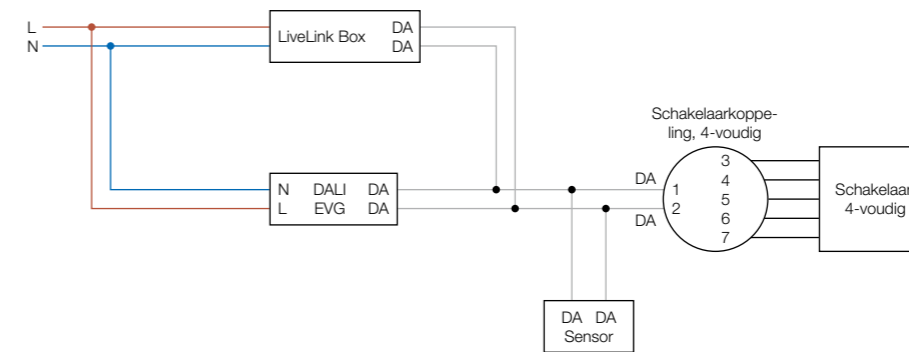 L
N
LiveLink Box
DA
DA
Schakelaarkoppe-
ling, 4-voudig
N DALI DA
L EVG DA
DA
DA
1
2
3
4
5
6
7
Schakelaar
4-voudig
DA DA
Sensor